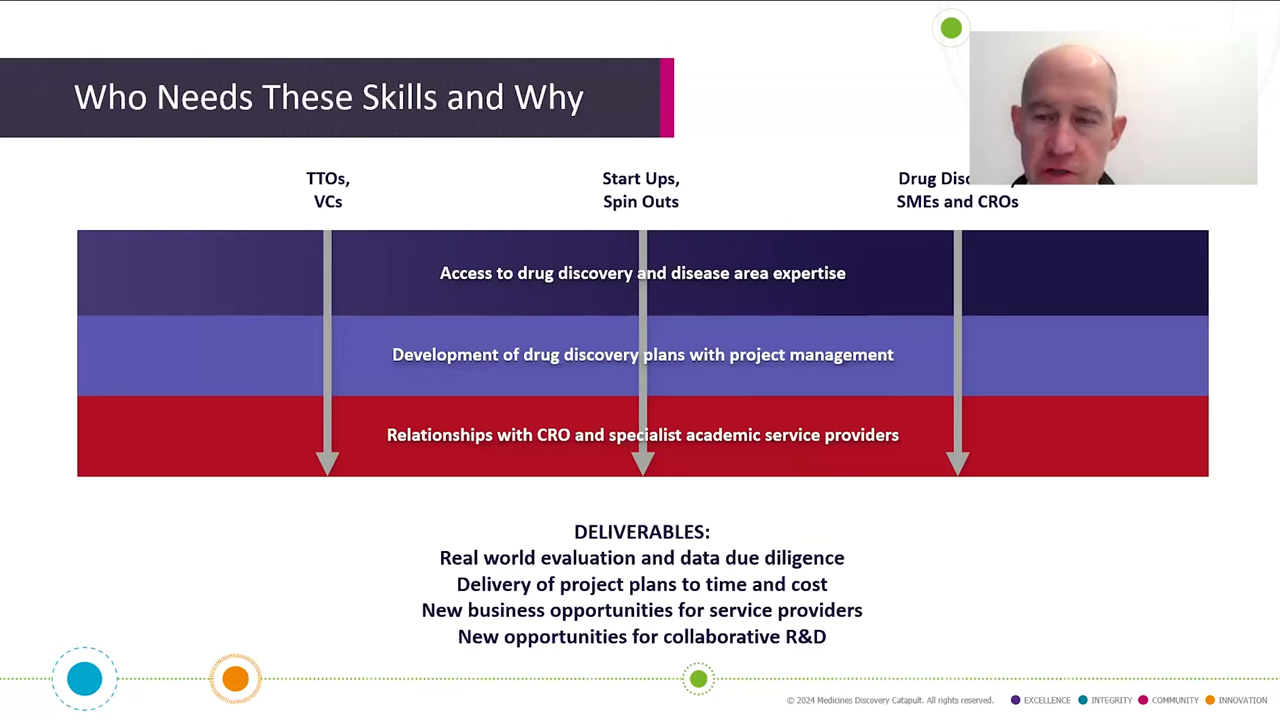 Who Needs These Skills and Why
TTOs,
VCs
Start Ups,
Spin Outs
Drug
SMEs and CROs
Access to drug discovery and disease area expertise
Development of drug discovery plans with project management
Relationships with CRO and specialist academic service providers
DELIVERABLES:
Real world evaluation and data due diligence
Delivery of project plans to time and cost
New business opportunities for service providers
New opportunities for collaborative R&D
© 2024 Medicines Discovery Catapult. All rights reserved.
EXCELLENCE
INTEGRITY
COMMUNITY
INNOVATION